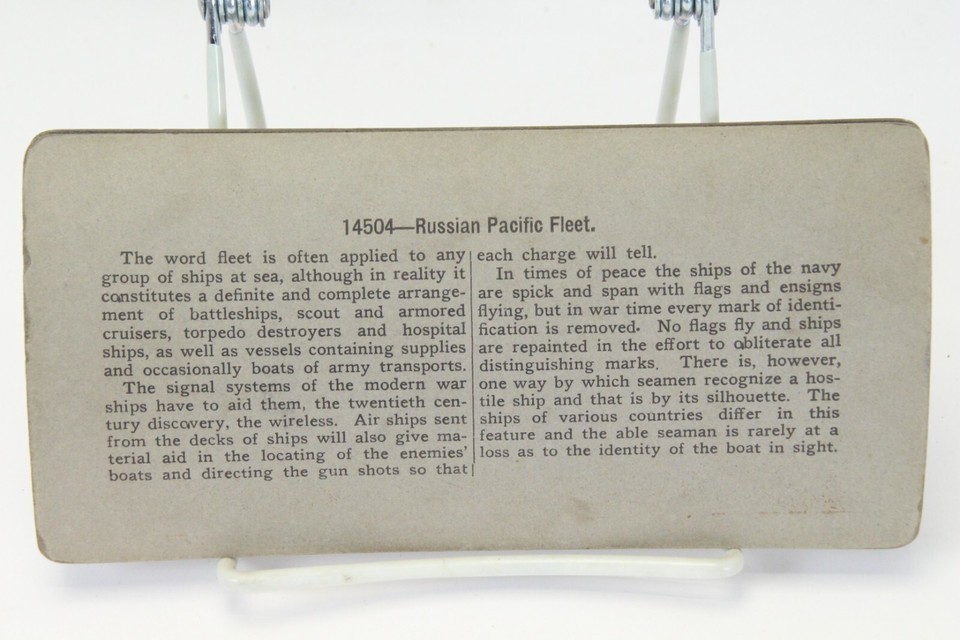 14504—Russian Pacific Fleet.
The word fleet is often applied to any
group of ships at sea, although in reality it
constitutes a definite and complete arrange-
ment of battleships, scout and armored
cruisers, torpedo destroyers and hospital
ships, as well as vessels containing supplies
and occasionally boats of army transports.
The signal systems of the modern war
ships have to aid them, the twentieth cen-
tury discovery, the wireless. Air ships sent
from the decks of ships will also give ma-
terial aid in the locating of the enemies'
boats and directing the gun shots so that
each charge will tell.
In times of peace the ships of the navy
are spick and span with flags and ensigns
flying, but in war time every mark of identi-
fication is removed. No flags fly and ships
are repainted in the effort to obliterate all
distinguishing marks. There is, however,
one way by which seamen recognize a hos-
tile ship and that is by its silhouette. The
ships of various countries differ in this
feature and the able seaman is rarely at a
loss as to the identity of the boat in sight.